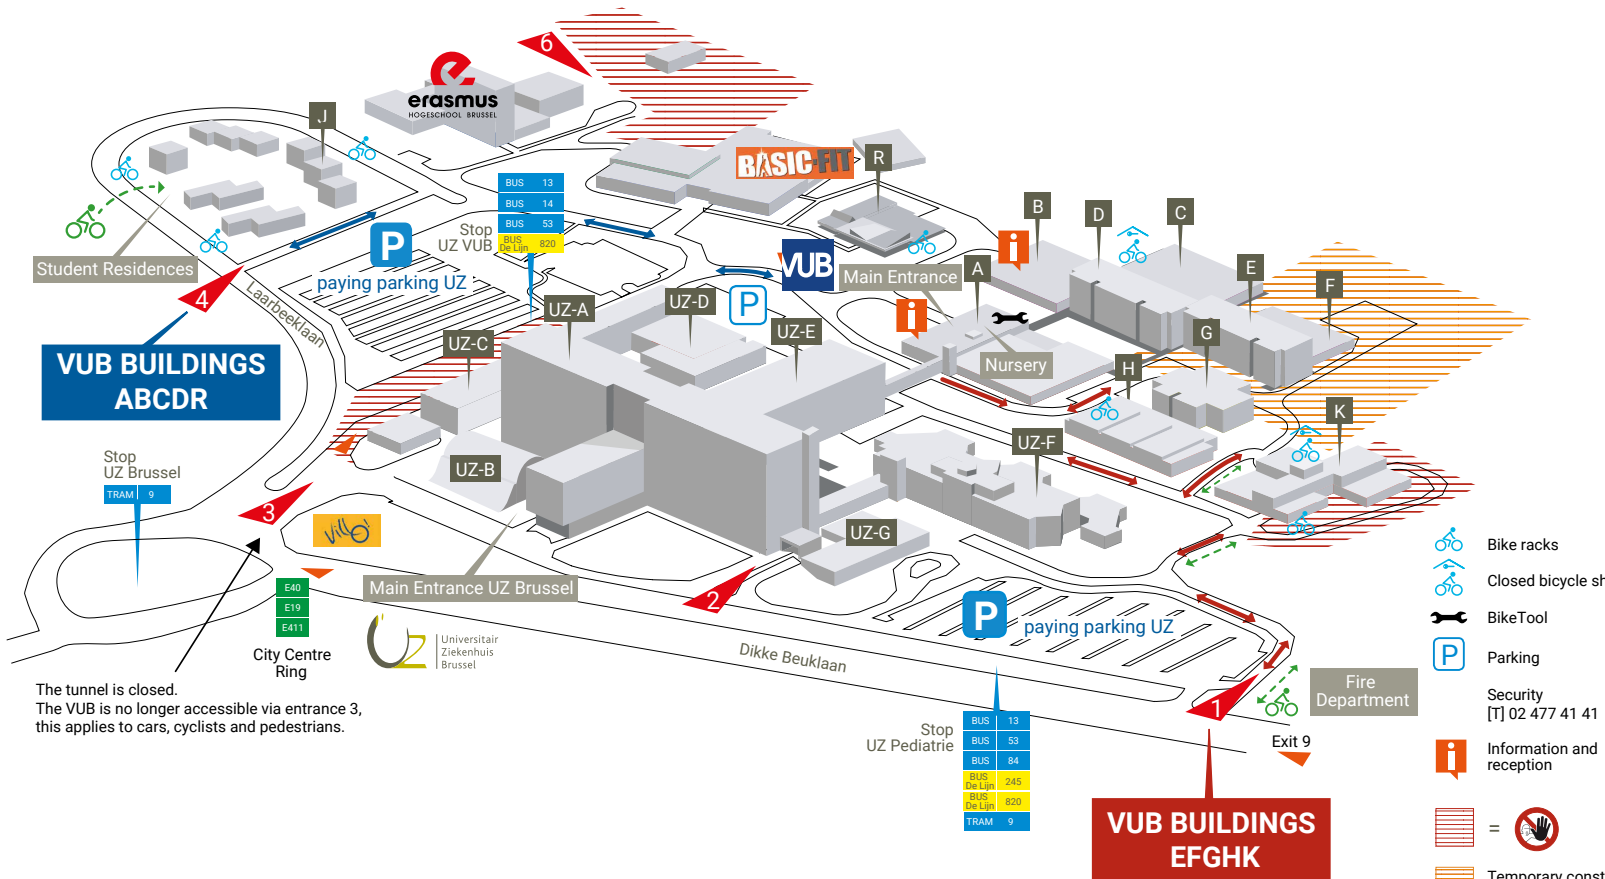 6
erasmus
HOGESCHOOL BRUSSEL
J
BASIC-FIT
R
BUS 13
BUS 14
BUS 53
BUS De Lijn 820
Stop
UZ VUB
B
D
C
P
VUB
Main Entrance
A
E
F
Student Residences
paying parking UZ
4
Laarbeeklaan
P
UZ-A
UZ-D
UZ-E
UZ-C
G
Nursery
H
VUB BUILDINGS
ABCDR
K
UZ-F
Stop
UZ Brussel
TRAM 9
UZ-B
3
Villo
UZ-G
E40
E19
E411
City Centre
Ring
Main Entrance UZ Brussel
2
P
paying parking UZ
UZ
Universitair
Ziekenhuis
Brussel
Dikke Beuklaan
The tunnel is closed.
The VUB is no longer accessible via entrance 3,
this applies to cars, cyclists and pedestrians.
1
Fire
Department
Exit 9
Stop
UZ Pediatrie
BUS 13
BUS 53
BUS 84
BUS De Lijn 245
BUS De Lijn 820
TRAM 9
VUB BUILDINGS
EFGHK
Bike racks
Closed bicycle sh
BikeTool
P Parking
Security
[T] 02 477 41 41
i Information and
reception
=
Temporary const